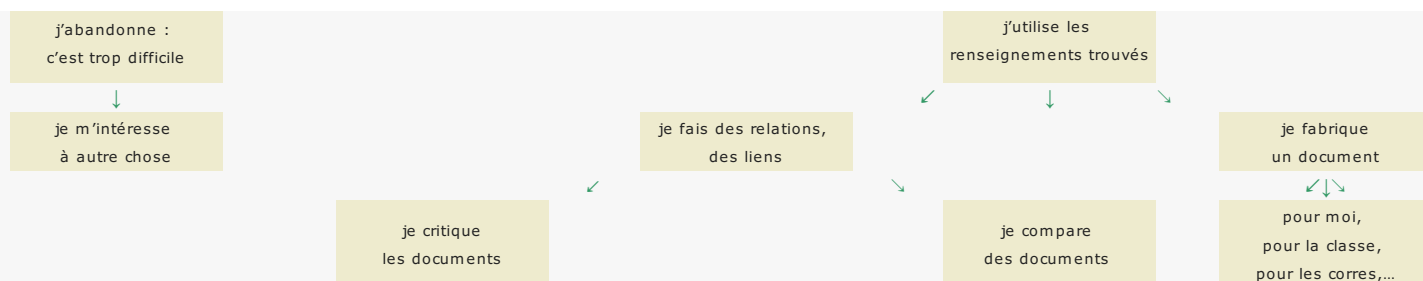 j’abandonne :
c’est trop difficile
j’utilise les
renseignements trouvés
↓
↙
↓
↘
je m’intéresse
à autre chose
je fais des relations,
des liens
je fabrique
un document
↙
↘
↙↓↘
je critique
les documents
je compare
des documents
pour moi,
pour la classe,
pour les corres,…